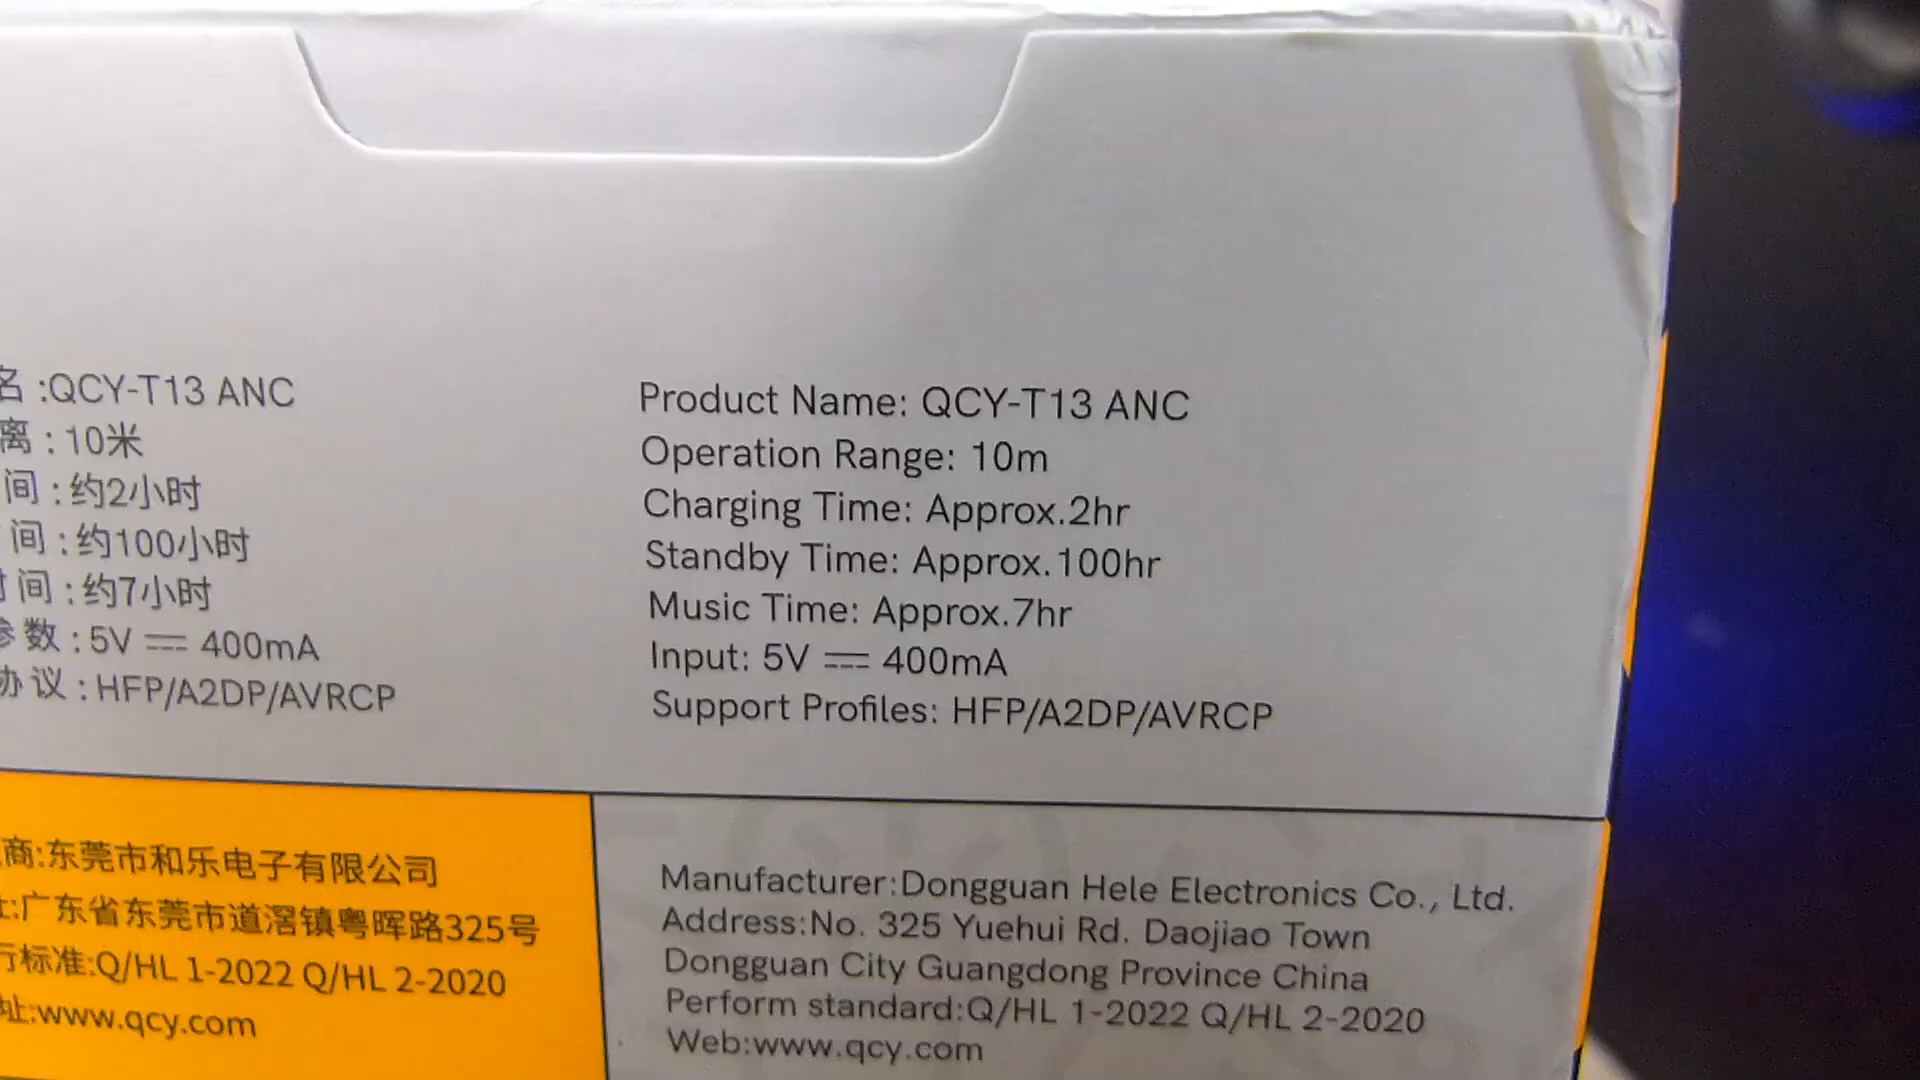 名 :QCY-T13 ANC
离 : 10米
间 : 约2小时
间 : 约100小时
时 间 : 约7小时
参 数 : 5V ⎓ 400mA
协 议 : HFP/A2DP/AVRCP
Product Name: QCY-T13 ANC
Operation Range: 10m
Charging Time: Approx.2hr
Standby Time: Approx.100hr
Music Time: Approx.7hr
Input: 5V ⎓ 400mA
Support Profiles: HFP/A2DP/AVRCP
商:东莞市和乐电子有限公司
址:广东省东莞市道滘镇粤晖路325号
行标准:Q/HL 1-2022 Q/HL 2-2020
址:www.qcy.com
Manufacturer:Dongguan Hele Electronics Co., Ltd.
Address:No. 325 Yuehui Rd. Daojiao Town
Dongguan City Guangdong Province China
Perform standard:Q/HL 1-2022 Q/HL 2-2020
Web:www.qcy.com